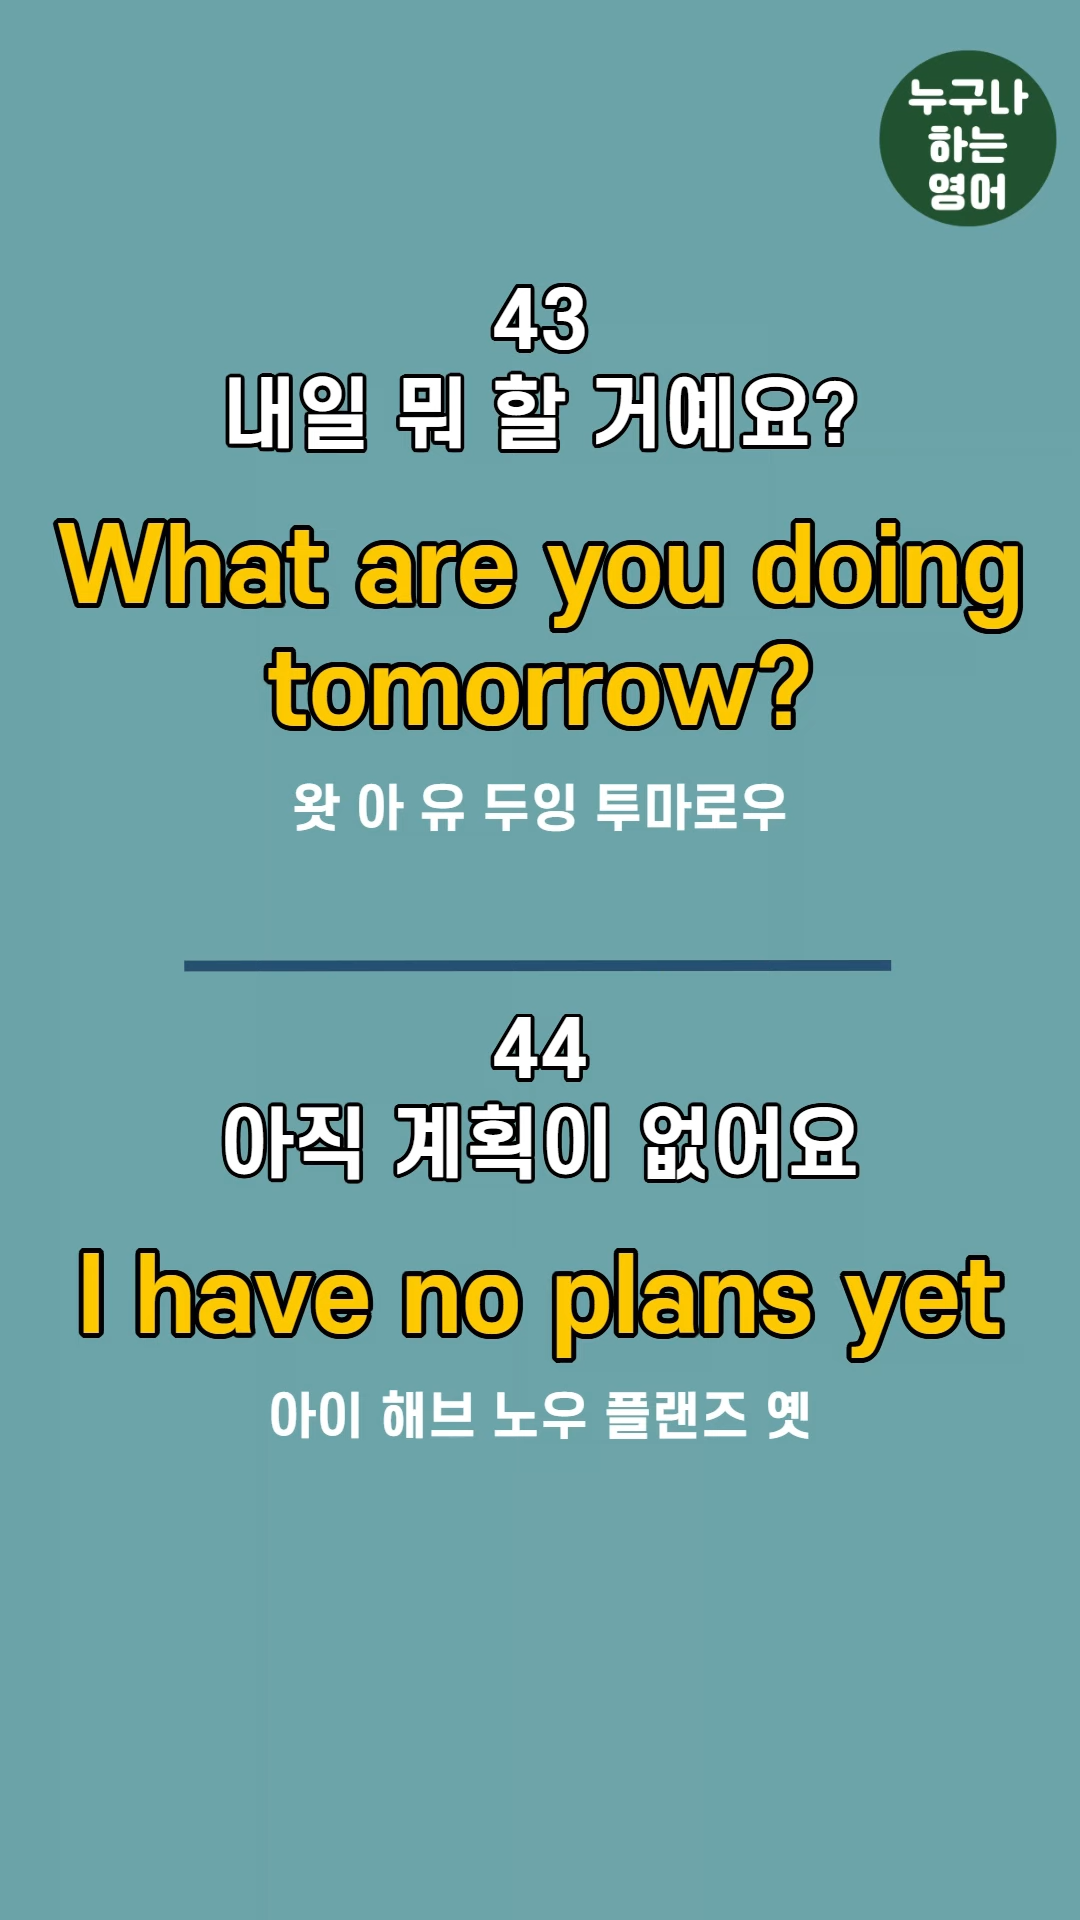 누구나
하는
영어
43
내일 뭐 할 거예요?
What are you doing
tomorrow?
왓 아 유 두잉 투마로우
44
아직 계획이 없어요
I have no plans yet
아이 해브 노우 플랜즈 옛